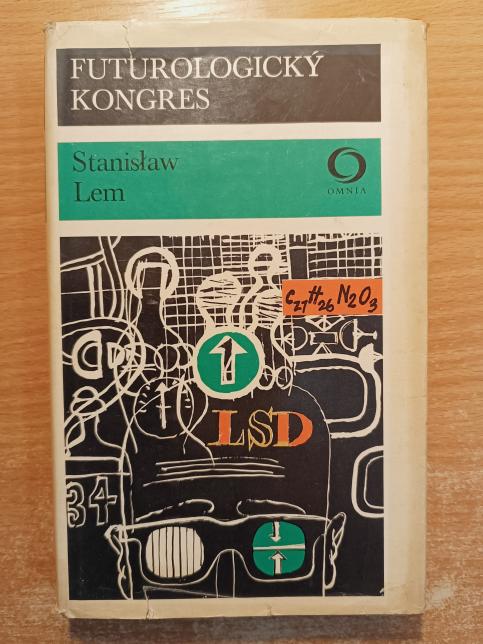 FUTUROLOGICKÝ
KONGRES
Stanisław
Lem
OMNIA
C₂₇H₂₆N₂O₃
LSD
34